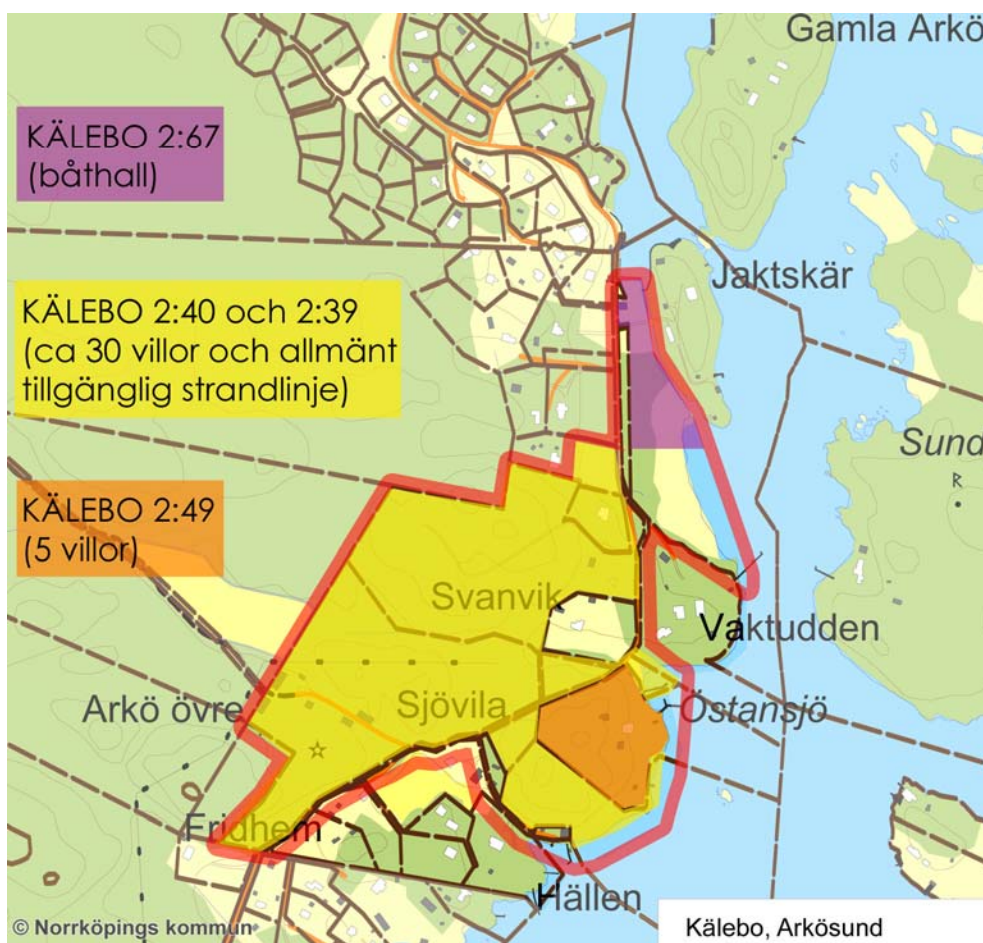 Gamla Arkö
KÄLEBO 2:67
(båthall)
Jaktskär
KÄLEBO 2:40 och 2:39
(ca 30 villor och allmänt
tillgänglig strandlinje)
Sund
R
KÄLEBO 2:49
(5 villor)
Svanvik
Vaktudden
Arkö övre
Sjövila
Östansjö
Fridhem
Hällen
© Norrköpings kommun
Kälebo, Arkösund